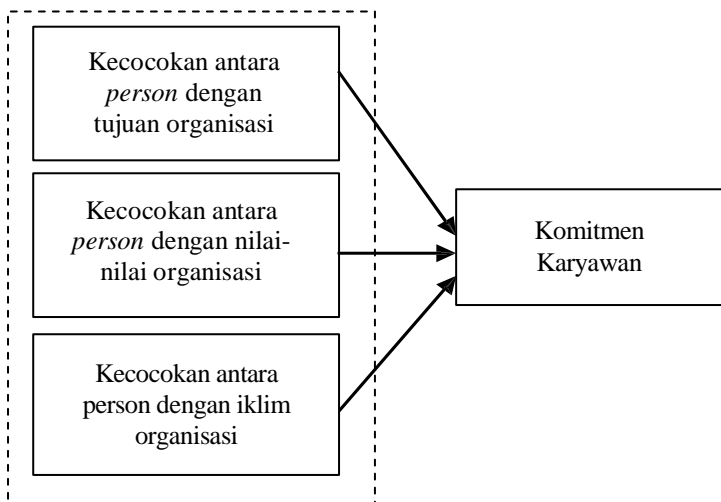 Kecocokan antara
person dengan
tujuan organisasi
Kecocokan antara
person dengan nilai-
nilai organisasi
Kecocokan antara
person dengan iklim
organisasi
Komitmen
Karyawan